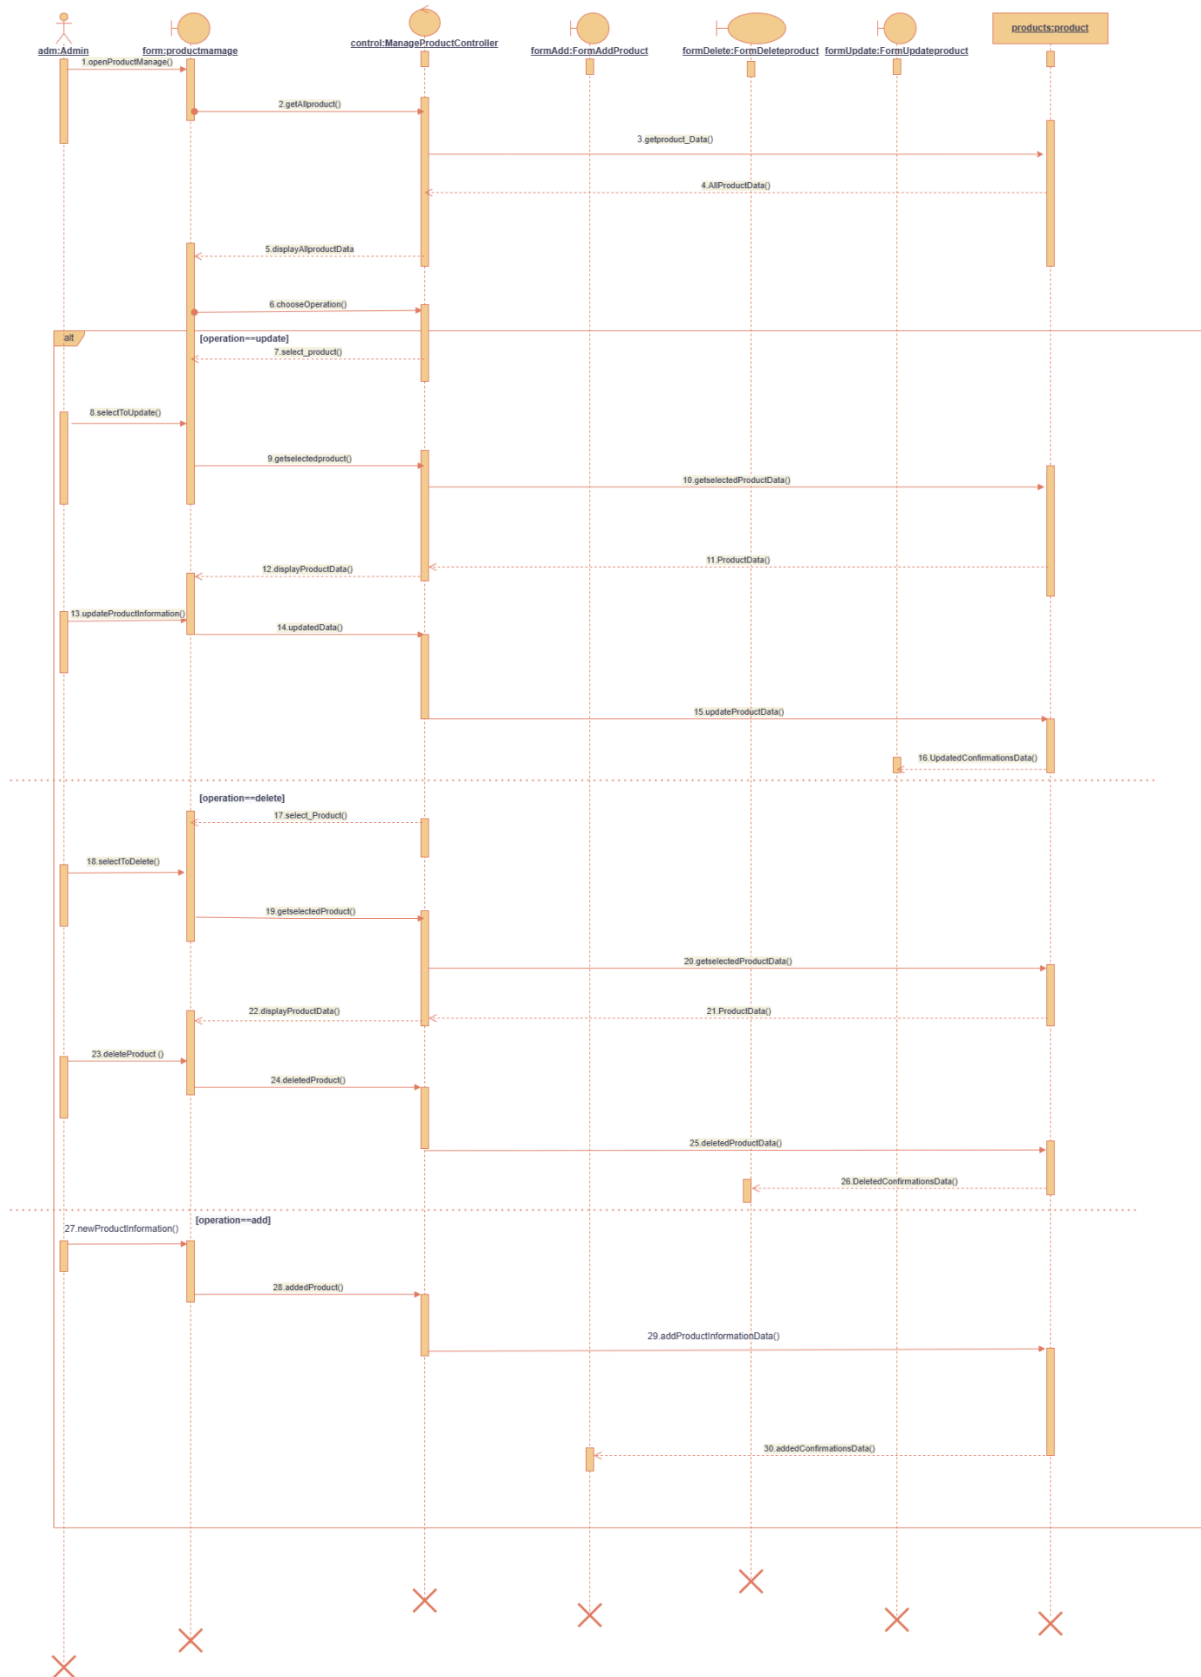 adm:Admin
form:productmamage
control:ManageProductController
formAdd:FormAddProduct
formDelete:FormDeleteproduct
formUpdate:FormUpdateproduct
products:product
1.openProductManage()
2.getAllproduct()
3.getproduct_Data()
4.AllProductData()
5.displayAllproductData
6.chooseOperation()
alt
[operation==update]
7.select_product()
8.selectToUpdate()
9.getselectedproduct()
10.getselectedProductData()
11.ProductData()
12.displayProductData()
13.updateProductInformation()
14.updatedData()
15.updateProductData()
16.UpdatedConfirmationsData()
[operation==delete]
17.select_Product()
18.selectToDelete()
19.getselectedProduct()
20.getselectedProductData()
21.ProductData()
22.displayProductData()
23.deleteProduct ()
24.deletedProduct()
25.deletedProductData()
26.DeletedConfirmationsData()
[operation==add]
27.newProductInformation()
28.addedProduct()
29.addProductInformationData()
30.addedConfirmationsData()